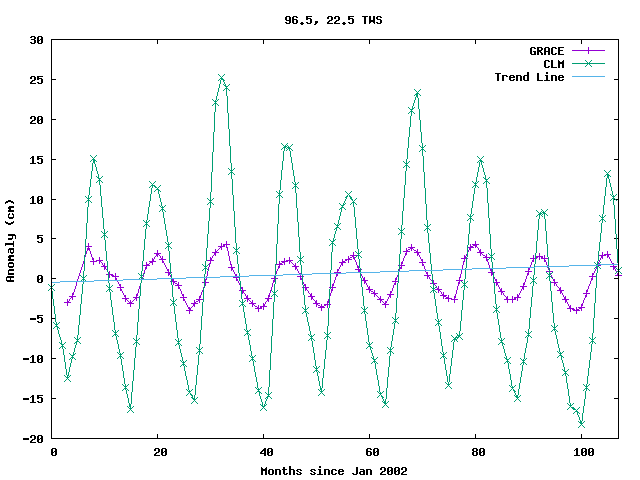 96.5, 22.5 TWS
GRACE
CLM
Trend Line
30
25
20
15
10
5
0
-5
-10
-15
-20
Anomaly (cm)
0 20 40 60 80 100
Months since Jan 2002